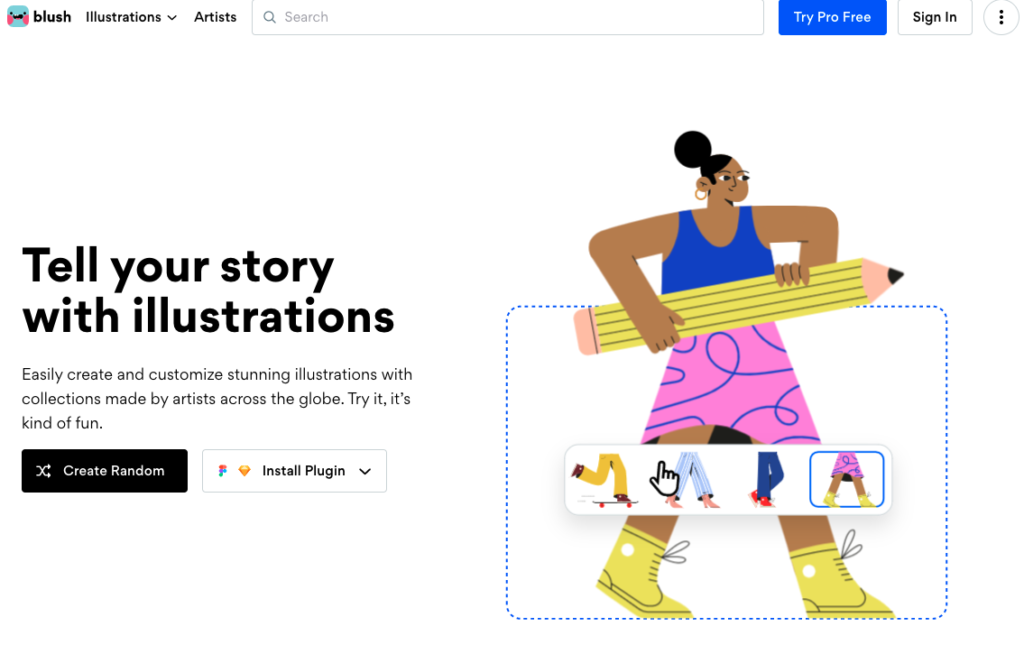 blush Illustrations Artists Search Try Pro Free Sign In
Tell your story
with illustrations
Easily create and customize stunning illustrations with
collections made by artists across the globe. Try it, it’s
kind of fun.
Create Random Install Plugin